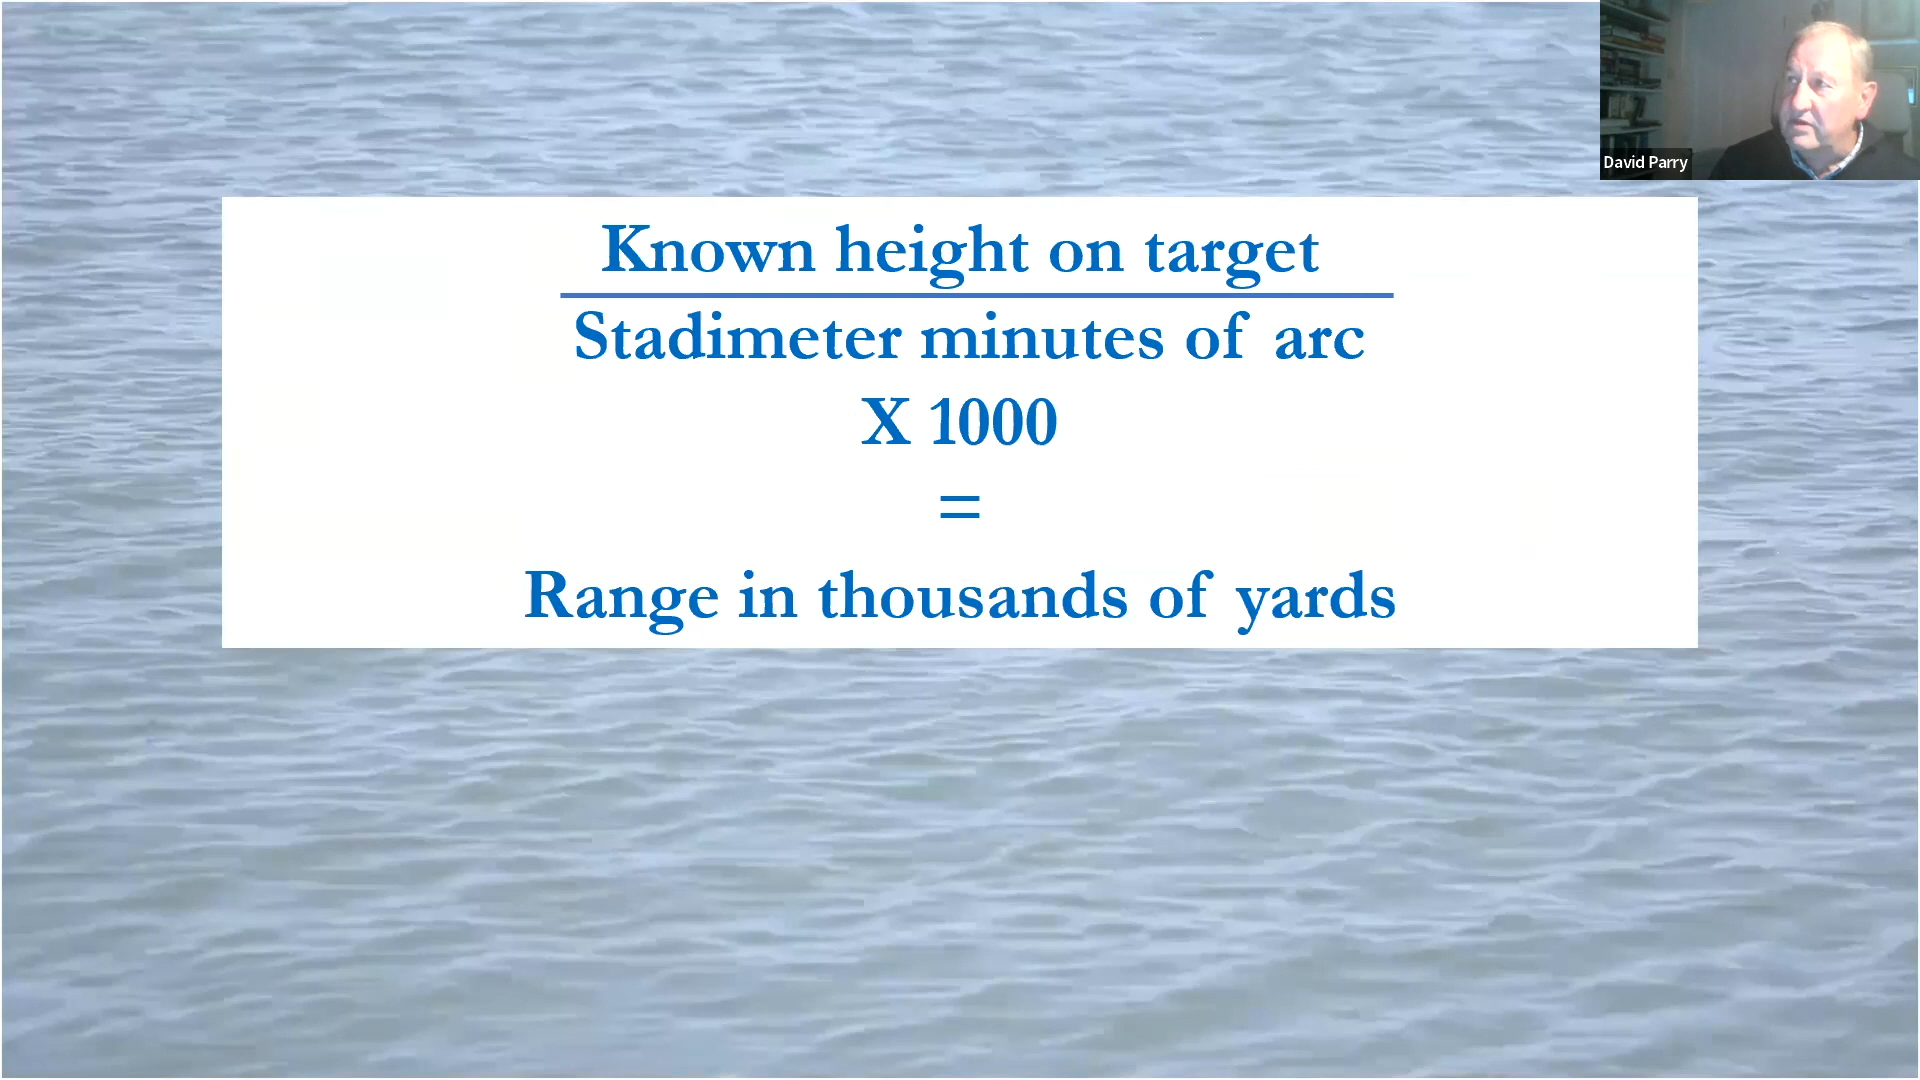 Known height on target
Stadimeter minutes of arc
X 1000
=
Range in thousands of yards
David Parry